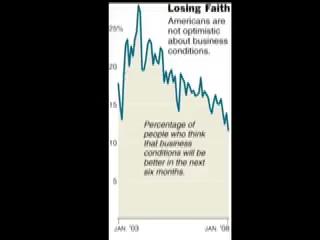 Losing Faith
Americans are
not optimistic
about business
conditions.
25%
20
15
10
5
Percentage of
people who think
that business
conditions will be
better in the next
six months.
JAN. '03
JAN. '08